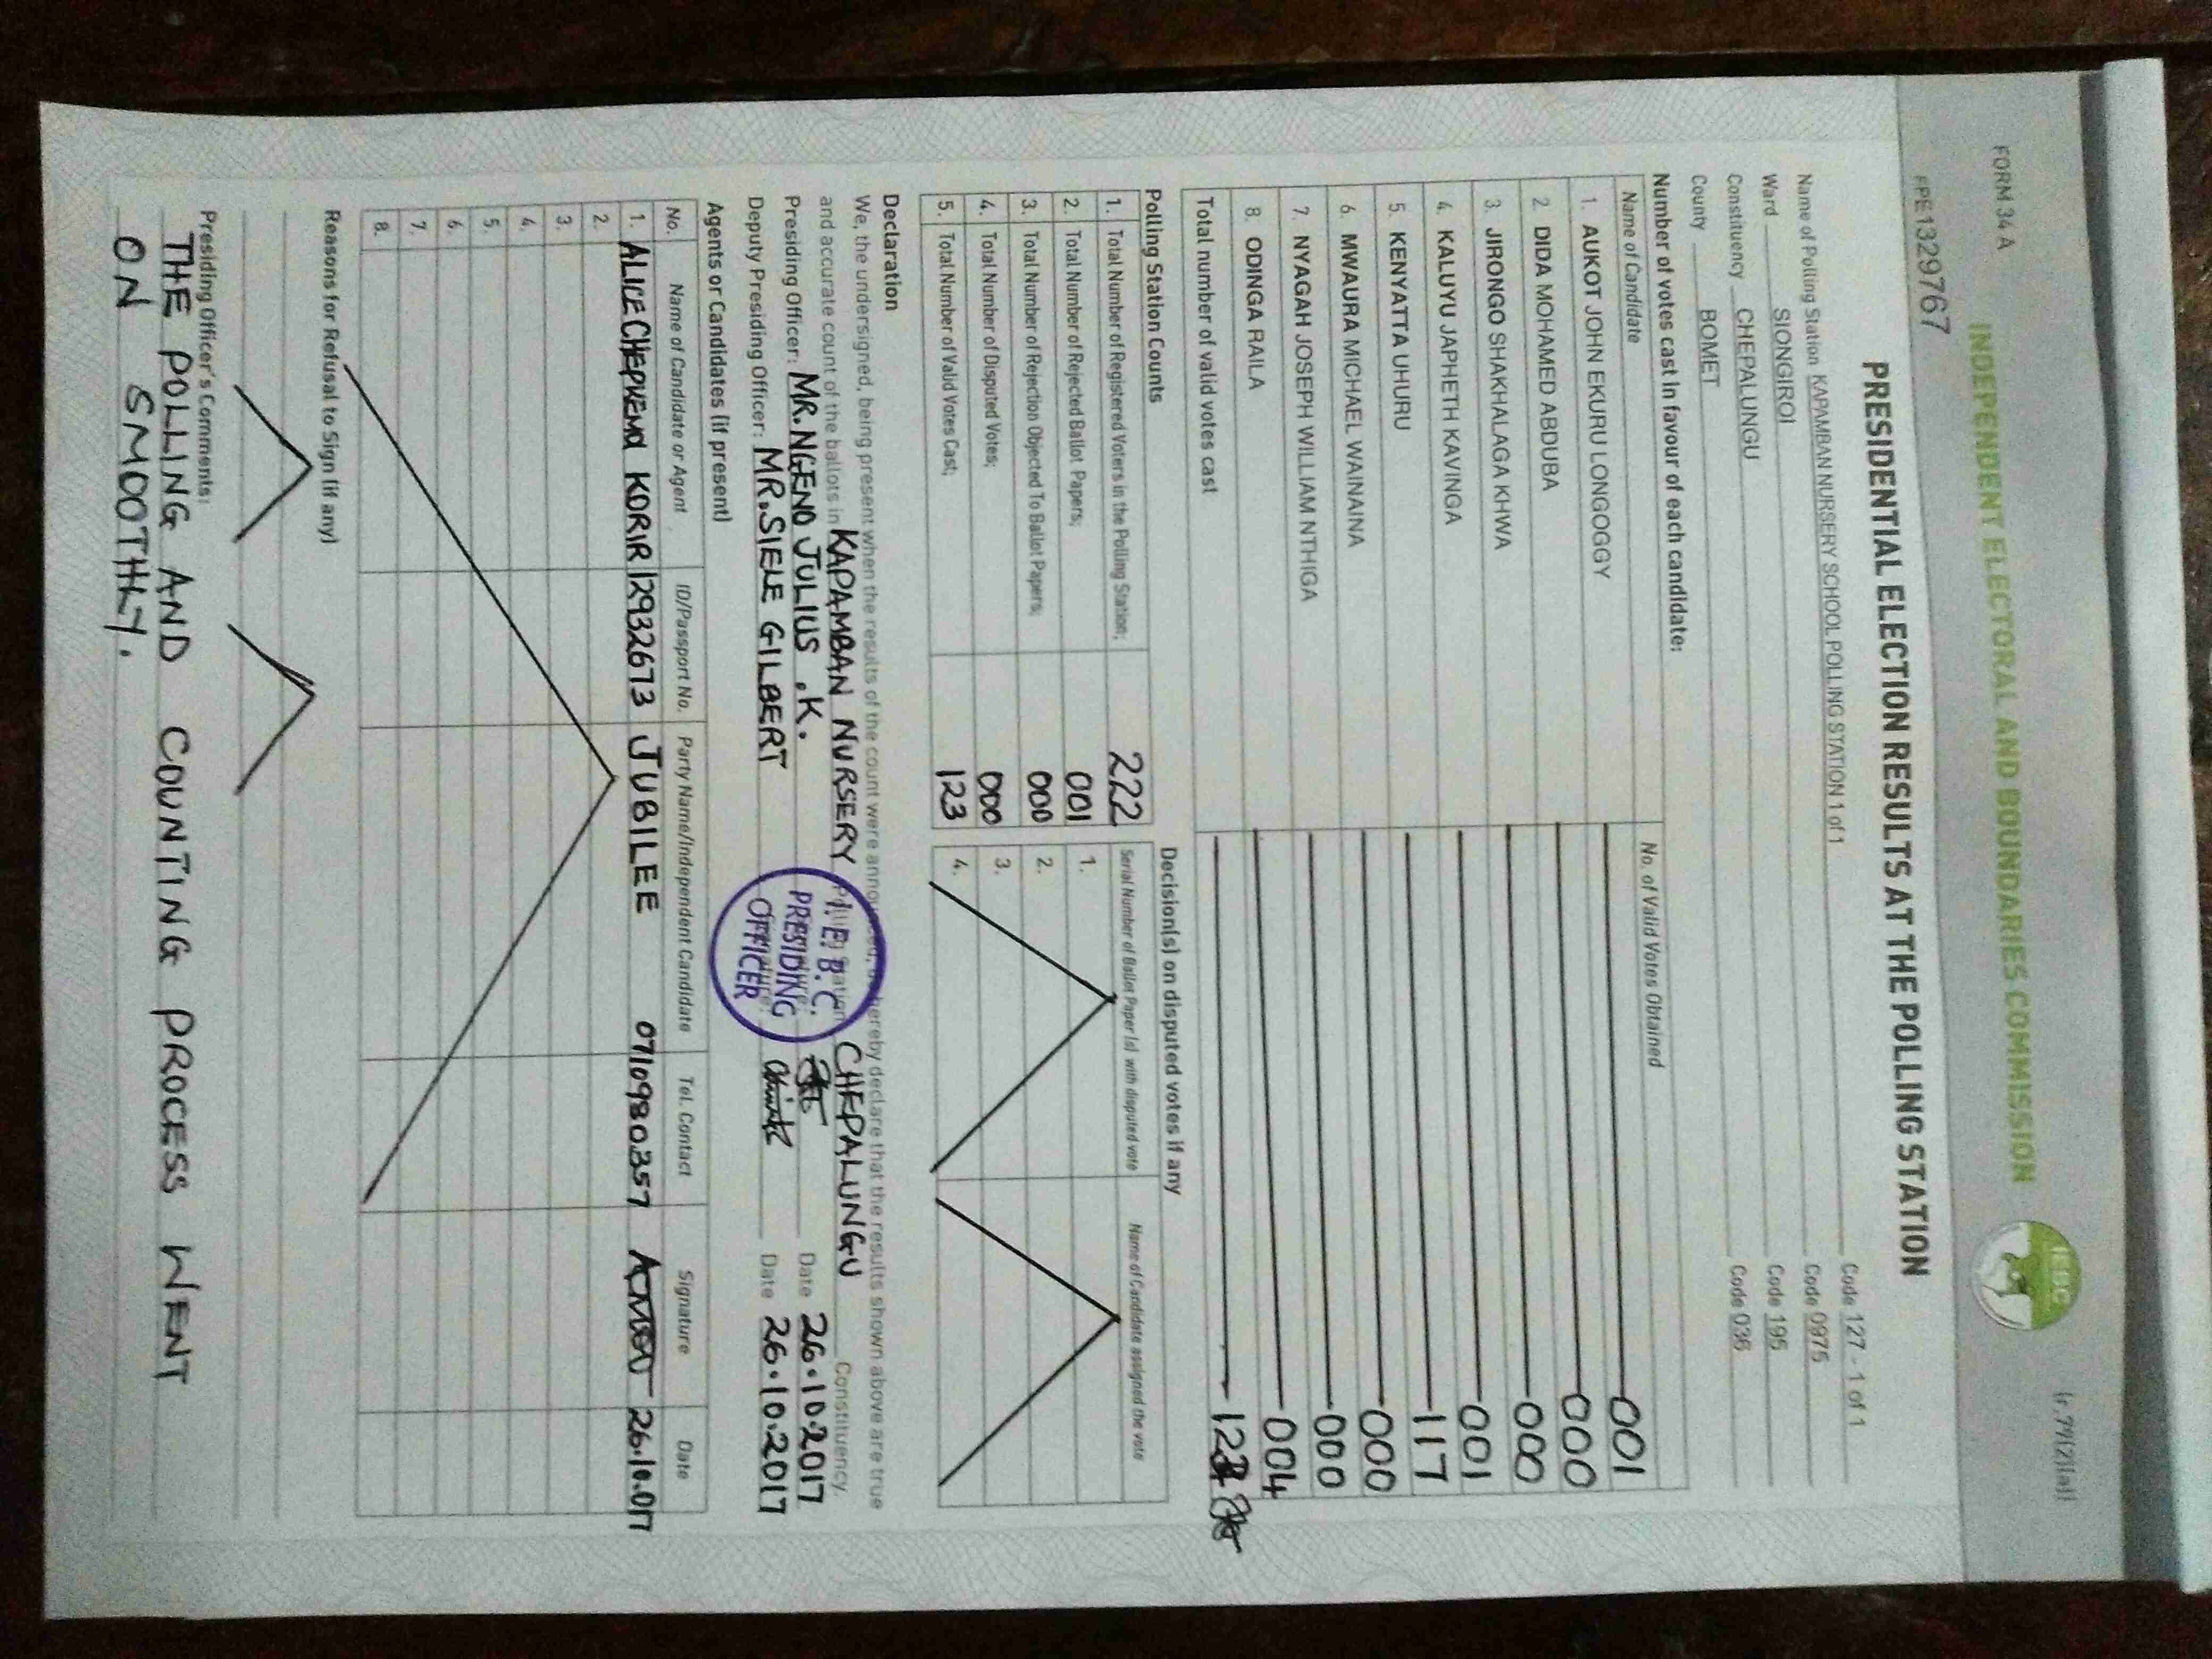 FORM 34 A
(r.79(2)(a))
INDEPENDENT ELECTORAL AND BOUNDARIES COMMISSION
IEBC
PPE1329767
PRESIDENTIAL ELECTION RESULTS AT THE POLLING STATION
Name of Polling Station KAPAMBAN NURSERY SCHOOL POLLING STATION 1 of 1 Code 127 - 1 of 1
Ward SIONGIROI Code 0975
Constituency CHEPALUNGU Code 195
County BOMET Code 036
Number of votes cast in favour of each candidate:
Name of Candidate No. of Valid Votes Obtained
1. AUKOT JOHN EKURU LONGOGGY 001
2. DIDA MOHAMED ABDUBA 000
3. JIRONGO SHAKHALAGA KHWA 000
4. KALUYU JAPHETH KAVINGA 001
5. KENYATTA UHURU 117
6. MWAURA MICHAEL WAINAINA 000
7. NYAGAH JOSEPH WILLIAM NTHIGA 000
8. ODINGA RAILA 004
Total number of valid votes cast
Polling Station Counts
1. Total Number of Registered Voters in the Polling Station; 222
2. Total Number of Rejected Ballot Papers; 001
3. Total Number of Rejection Objected To Ballot Papers; 000
4. Total Number of Disputed Votes; 000
5. Total Number of Valid Votes Cast; 123
Decision(s) on disputed votes if any
Serial Number of Ballot Paper (s) with disputed vote Name of Candidate assigned the vote
1.
2.
3.
4.
Declaration
We, the undersigned, being present when the results of the count were announced, do hereby declare that the results shown above are true
and accurate count of the ballots in KAPAMBAN NURSERY Polling Station CHEPALUNGU Constituency.
Presiding Officer: MR. NGENO JULIUS .K. Date 26.10.2017
Deputy Presiding Officer: MR. SIELE GILBERT Date 26.10.2017
I.E.B.C.
PRESIDING
OFFICER
Agents or Candidates (if present)
No. Name of Candidate or Agent ID/Passport No. Party Name/Independent Candidate Tel. Contact Signature Date
1. ALICE CHEPKEMOI KORIR 12932673 JUBILEE 0710980357 26.10.017
2.
3.
4.
5.
6.
7.
8.
Reasons for Refusal to Sign (if any)
Presiding Officer's Comments:
THE POLLING AND COUNTING PROCESS WENT
ON SMOOTHLY.